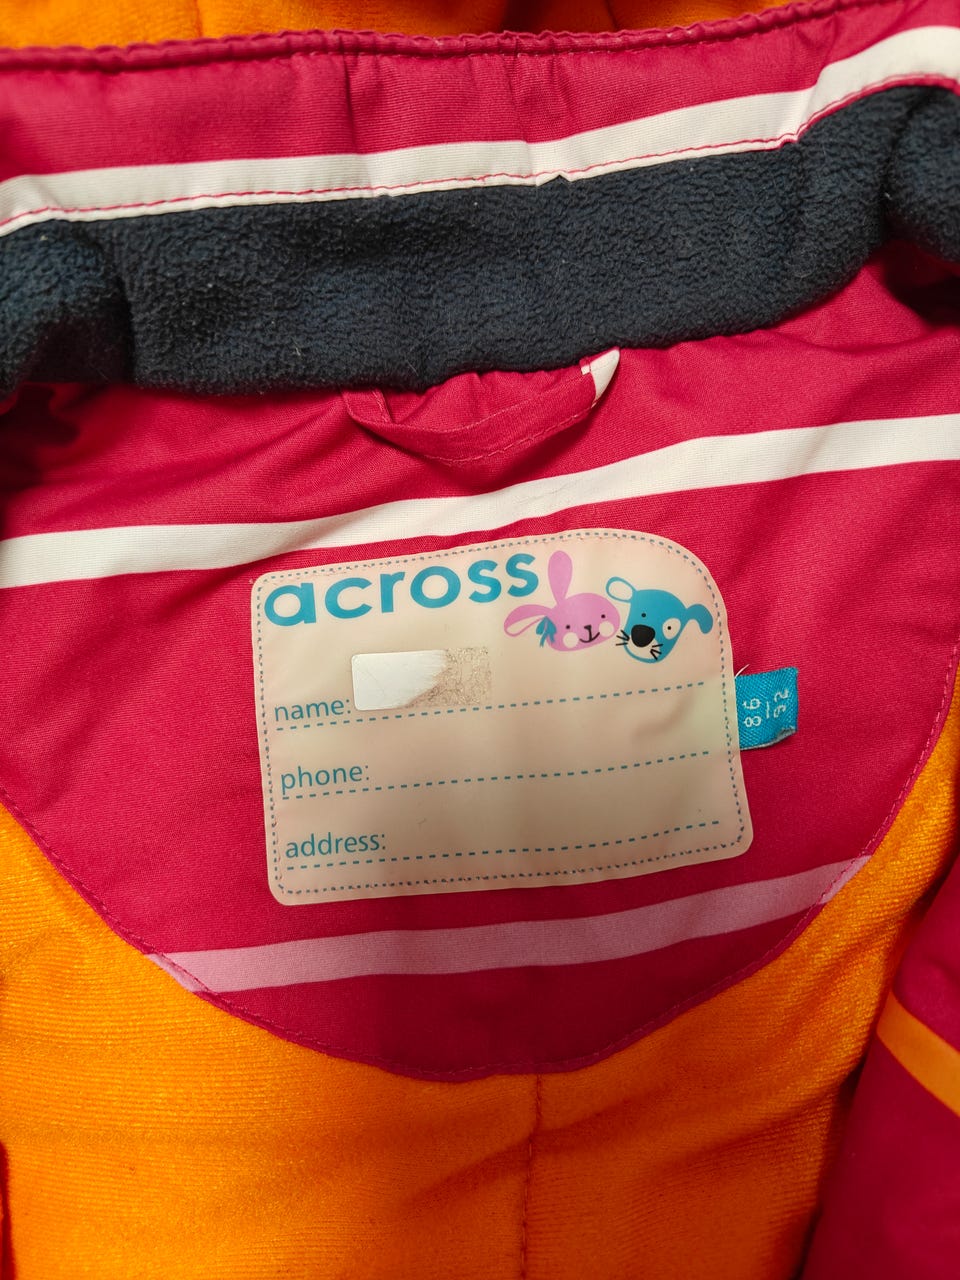 across
name:
phone:
address:
86
92